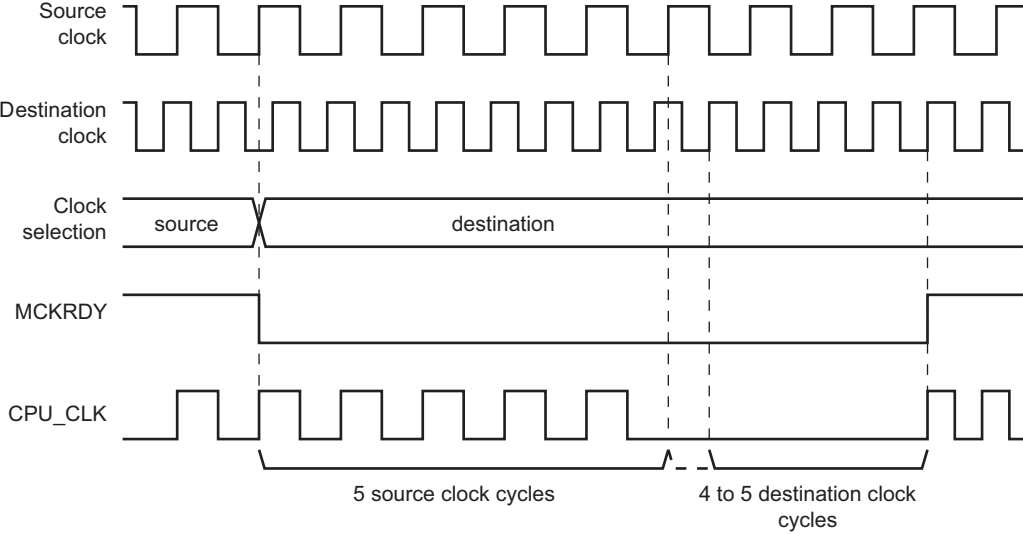 Source
clock
Destination
clock
Clock
selection
source
destination
MCKRDY
CPU_CLK
5 source clock cycles
4 to 5 destination clock
cycles